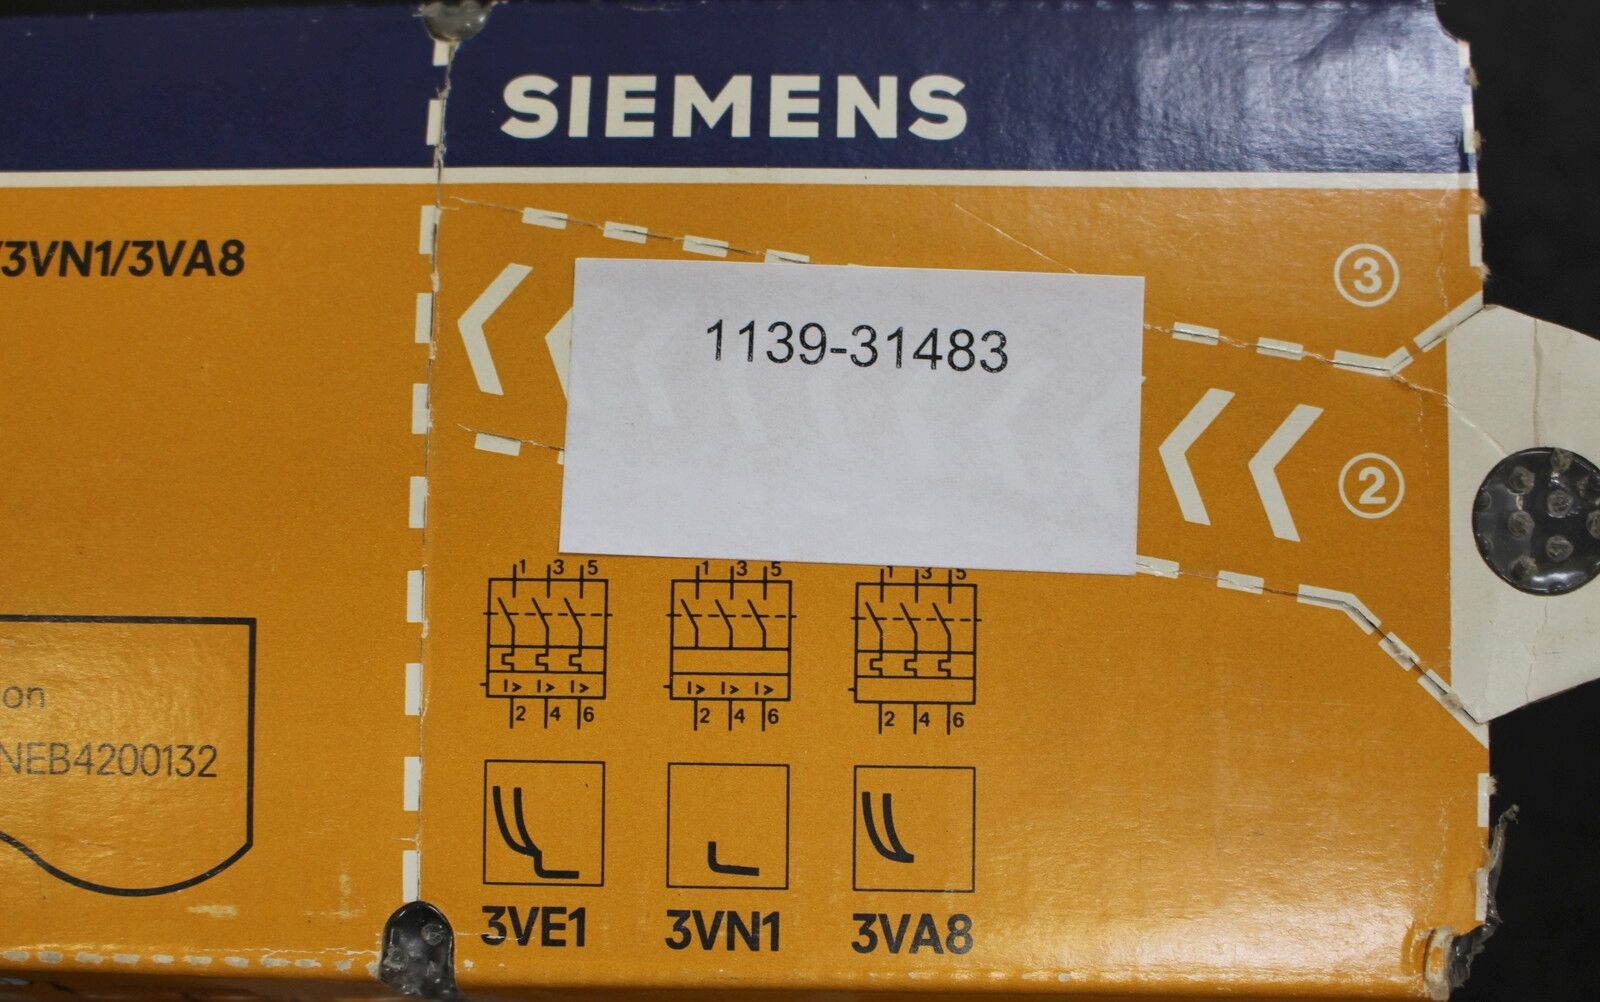 SIEMENS
/3VN1/3VA8
3
1139-31483
2
1 3 5 1 3 5 1 3 5
I> I> I> I> I> I>
2 4 6 2 4 6 2 4 6
on
NEB4200132
3VE1 3VN1 3VA8